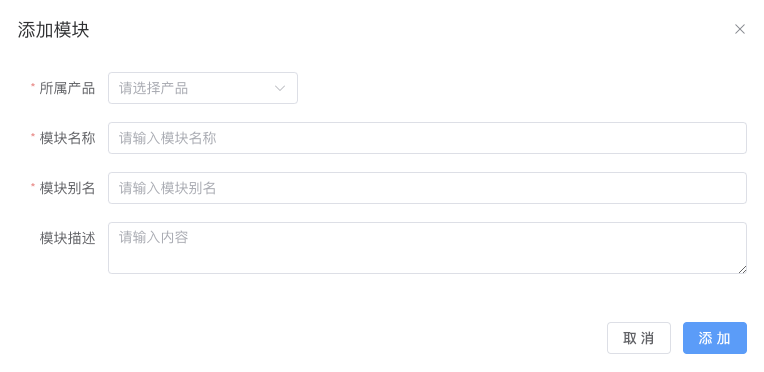 添加模块
* 所属产品 请选择产品
* 模块名称 请输入模块名称
* 模块别名 请输入模块别名
模块描述 请输入内容
取消 添加